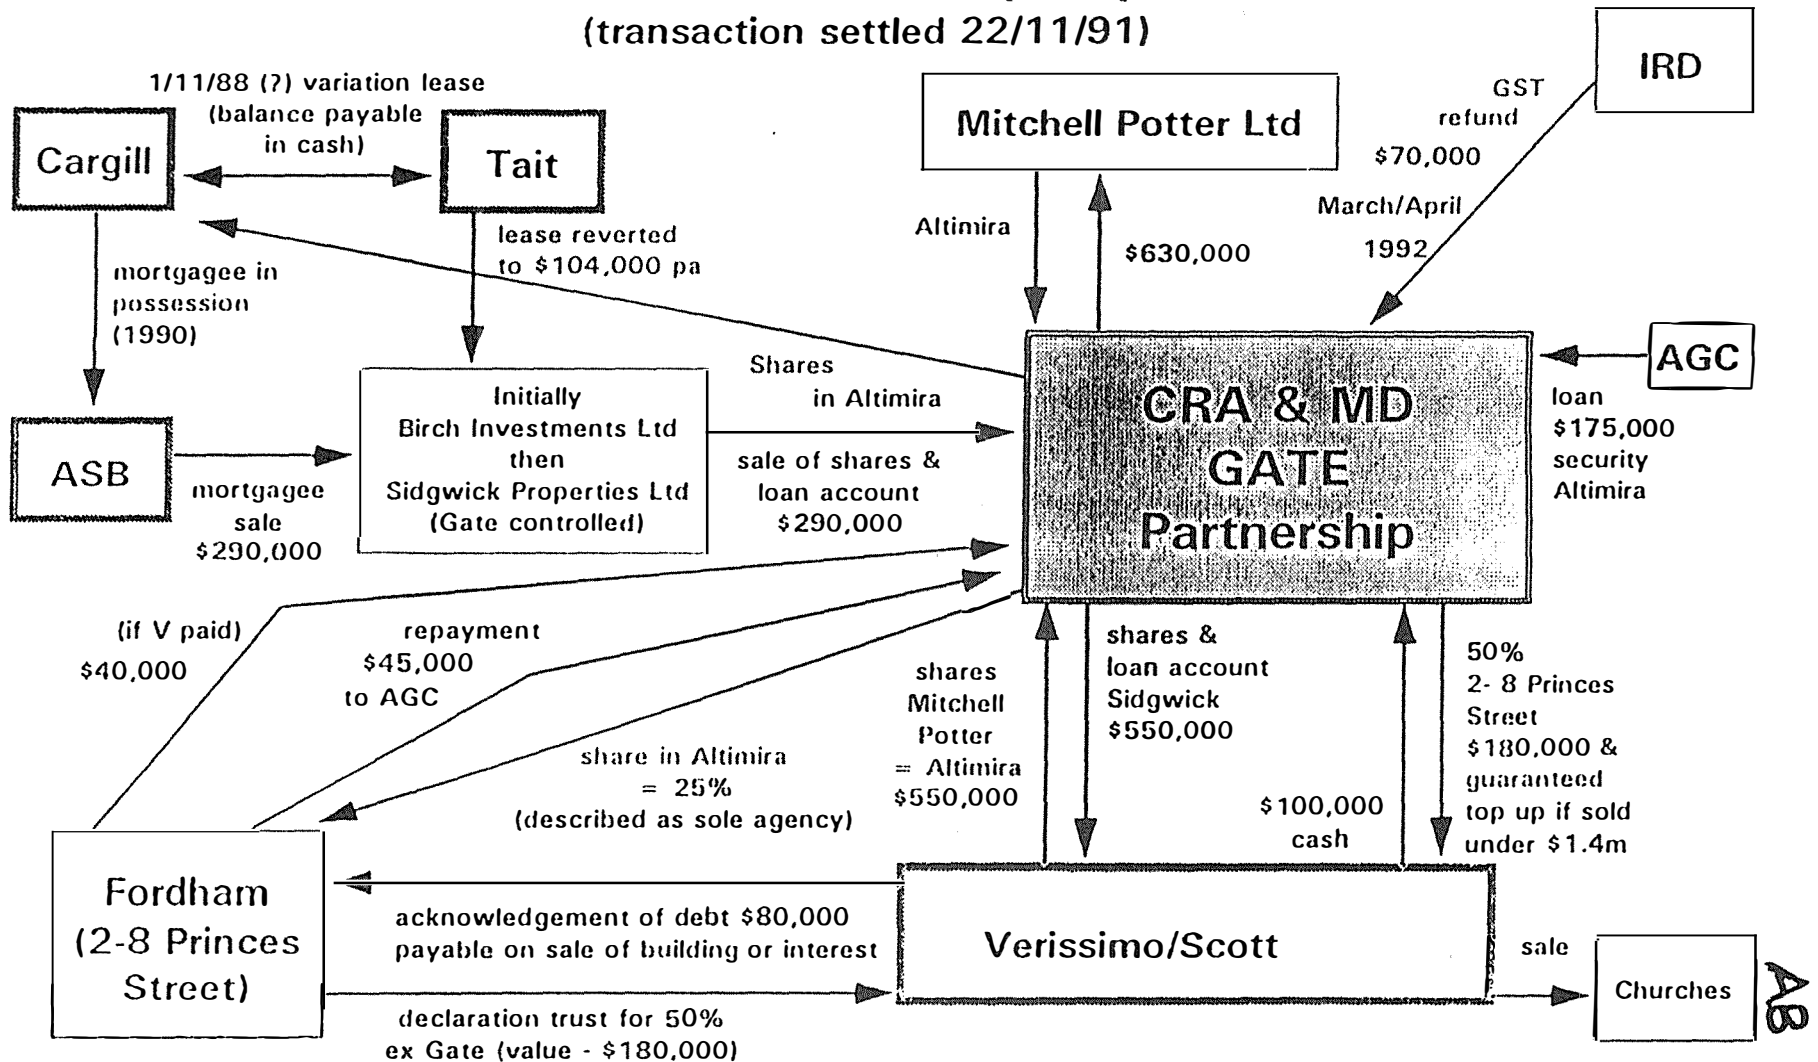 (transaction settled 22/11/91)
1/11/88 (?) variation lease
(balance payable
in cash)
Cargill
Tait
Mitchell Potter Ltd
IRD
GST
refund
$70,000
March/April
1992
lease reverted
to $104,000 pa
mortgagee in
possession
(1990)
Altimira
$630,000
ASB
mortgagee
sale
$290,000
Initially
Birch Investments Ltd
then
Sidgwick Properties Ltd
(Gate controlled)
Shares
in Altimira
sale of shares &
loan account
$290,000
CRA & MD
GATE
Partnership
AGC
loan
$175,000
security
Altimira
(if V paid)
$40,000
repayment
$45,000
to AGC
share in Altimira
= 25%
(described as sole agency)
shares
Mitchell
Potter
= Altimira
$550,000
shares &
loan account
Sidgwick
$550,000
$100,000
cash
50%
2- 8 Princes
Street
$180,000 &
guaranteed
top up if sold
under $1.4m
Fordham
(2-8 Princes
Street)
acknowledgement of debt $80,000
payable on sale of building or interest
declaration trust for 50%
ex Gate (value - $180,000)
Verissimo/Scott
sale
Churches
AB